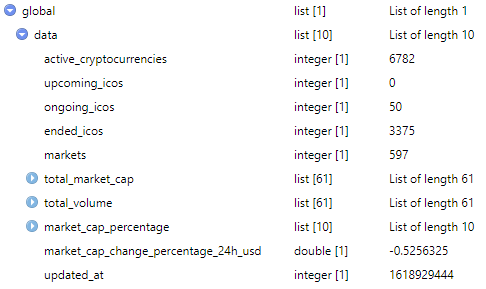 global list [1] List of length 1
data list [10] List of length 10
active_cryptocurrencies integer [1] 6782
upcoming_icos integer [1] 0
ongoing_icos integer [1] 50
ended_icos integer [1] 3375
markets integer [1] 597
total_market_cap list [61] List of length 61
total_volume list [61] List of length 61
market_cap_percentage list [10] List of length 10
market_cap_change_percentage_24h_usd double [1] -0.5256325
updated_at integer [1] 1618929444